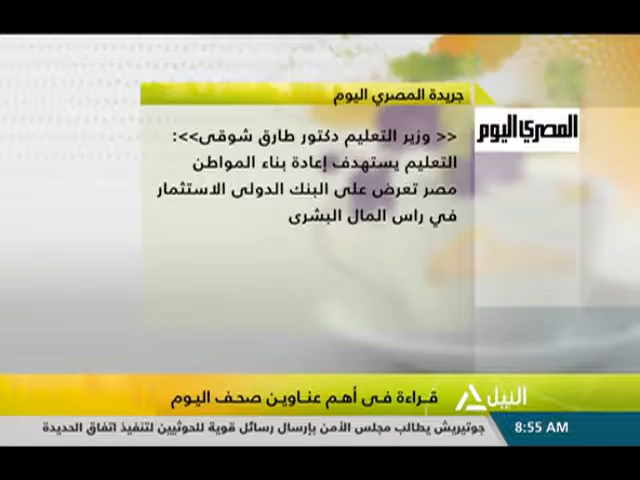 جريدة المصري اليوم
المصرى اليوم
<< وزير التعليم دكتور طارق شوقى>>:
التعليم يستهدف إعادة بناء المواطن
مصر تعرض على البنك الدولى الاستثمار
في راس المال البشرى
النيل
قراءة فى أهم عناوين صحف اليوم
جوتيريش يطالب مجلس الأمن بإرسال رسائل قوية للحوثيين لتنفيذ اتفاق الحديدة
8:55 AM